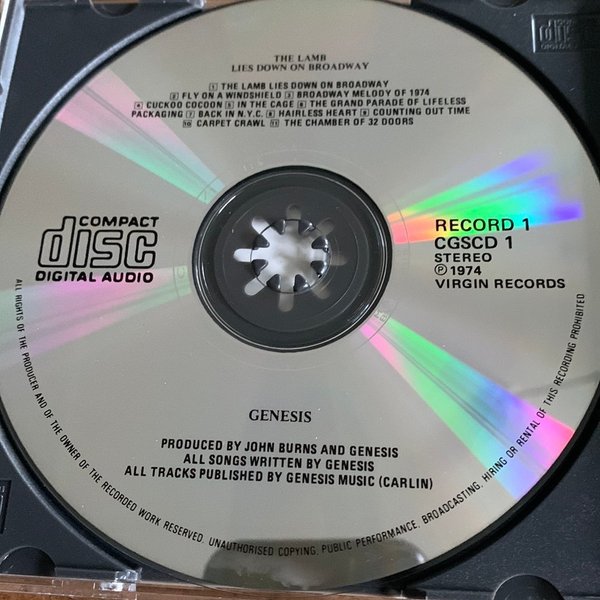 THE LAMB
LIES DOWN ON BROADWAY
1 THE LAMB LIES DOWN ON BROADWAY
2 FLY ON A WINDSHIELD 3 BROADWAY MELODY OF 1974
4 CUCKOO COCOON 5 IN THE CAGE 6 THE GRAND PARADE OF LIFELESS
PACKAGING 7 BACK IN N.Y.C. 8 HAIRLESS HEART 9 COUNTING OUT TIME
10 CARPET CRAWL 11 THE CHAMBER OF 32 DOORS
COMPACT
disc
DIGITAL AUDIO
RECORD 1
CGSCD 1
STEREO
℗ 1974
VIRGIN RECORDS
GENESIS
PRODUCED BY JOHN BURNS AND GENESIS
ALL SONGS WRITTEN BY GENESIS
ALL TRACKS PUBLISHED BY GENESIS MUSIC (CARLIN)
ALL RIGHTS OF THE PRODUCER AND OF THE OWNER OF THE RECORDED WORK RESERVED. UNAUTHORISED COPYING, PUBLIC PERFORMANCE, BROADCASTING, HIRING OR RENTAL OF THIS RECORDING PROHIBITED
disc